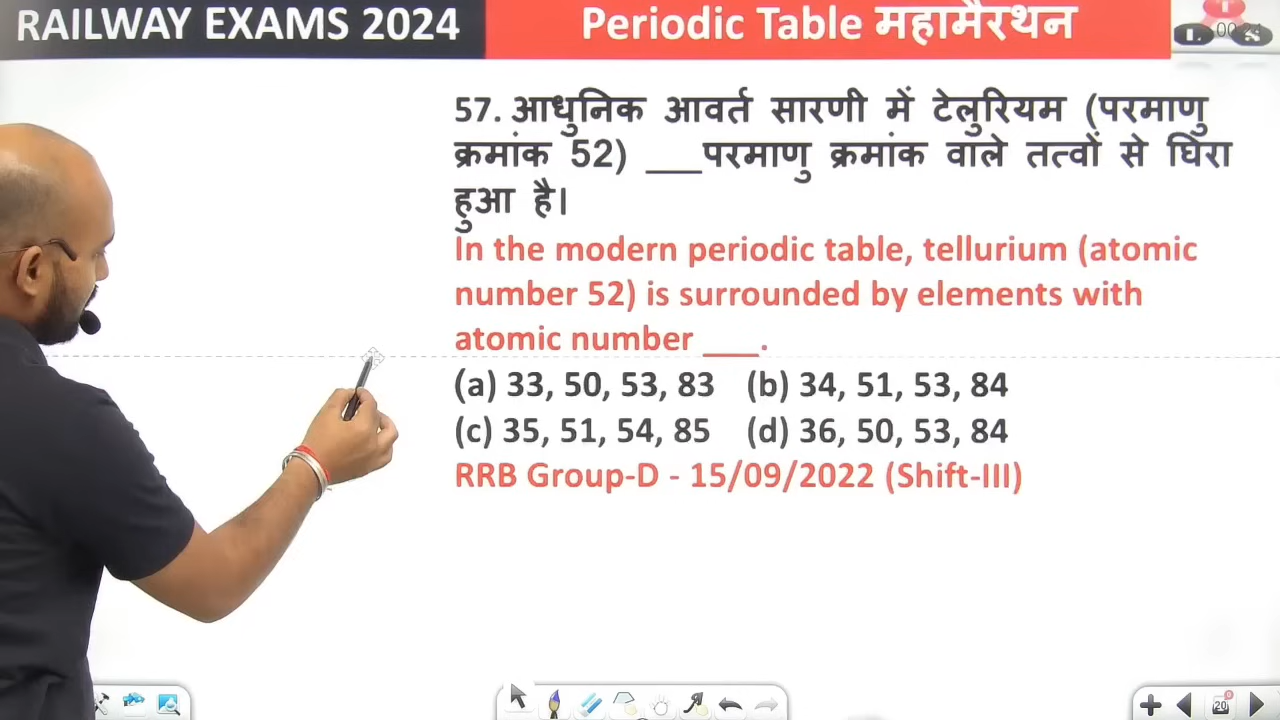 RAILWAY EXAMS 2024
Periodic Table महामैरथन
L S
57. आधुनिक आवर्त सारणी में टेलुरियम (परमाणु
क्रमांक 52) ___परमाणु क्रमांक वाले तत्वों से घिरा
हुआ है।
In the modern periodic table, tellurium (atomic
number 52) is surrounded by elements with
atomic number ___.
(a) 33, 50, 53, 83 (b) 34, 51, 53, 84
(c) 35, 51, 54, 85 (d) 36, 50, 53, 84
RRB Group-D - 15/09/2022 (Shift-III)
20